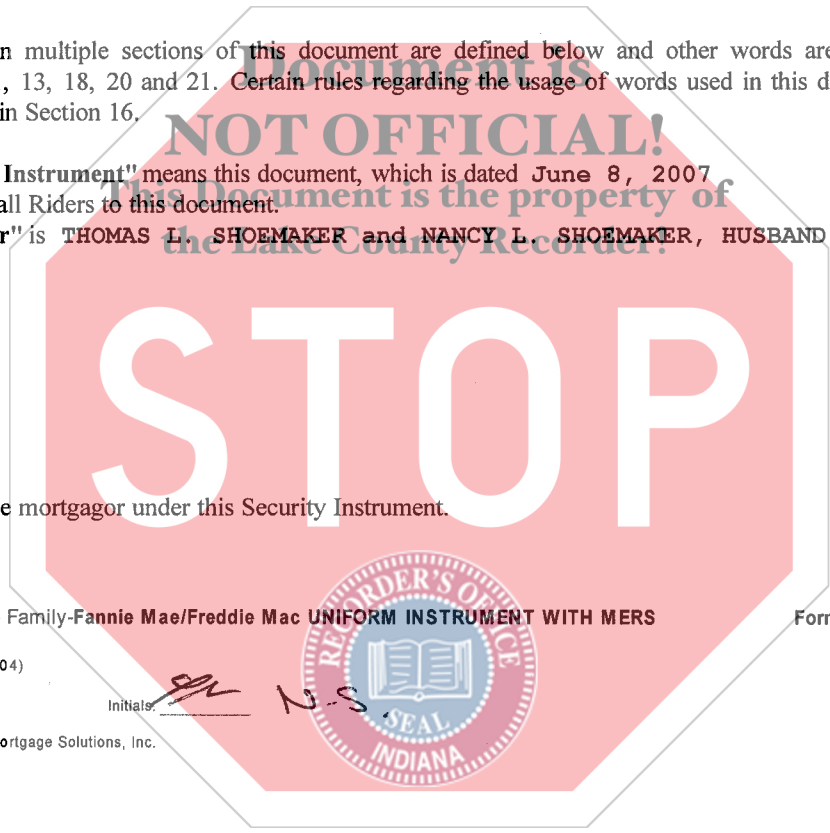 n multiple sections of this document are defined below and other words are
Document is
, 13, 18, 20 and 21. Certain rules regarding the usage of words used in this d
in Section 16.
NOT OFFICIAL!
Instrument" means this document, which is dated June 8, 2007
This Document is the property of
all Riders to this document.
r" is THOMAS L. SHOEMAKER and NANCY L. SHOEMAKER, HUSBAND
the Lake County Recorder!
STOP
e mortgagor under this Security Instrument.
RECORDER'S OFFICE
Family-Fannie Mae/Freddie Mac UNIFORM INSTRUMENT WITH MERS
Forr
04)
Initials:
N.S.
SEAL
ortgage Solutions, Inc.
INDIANA